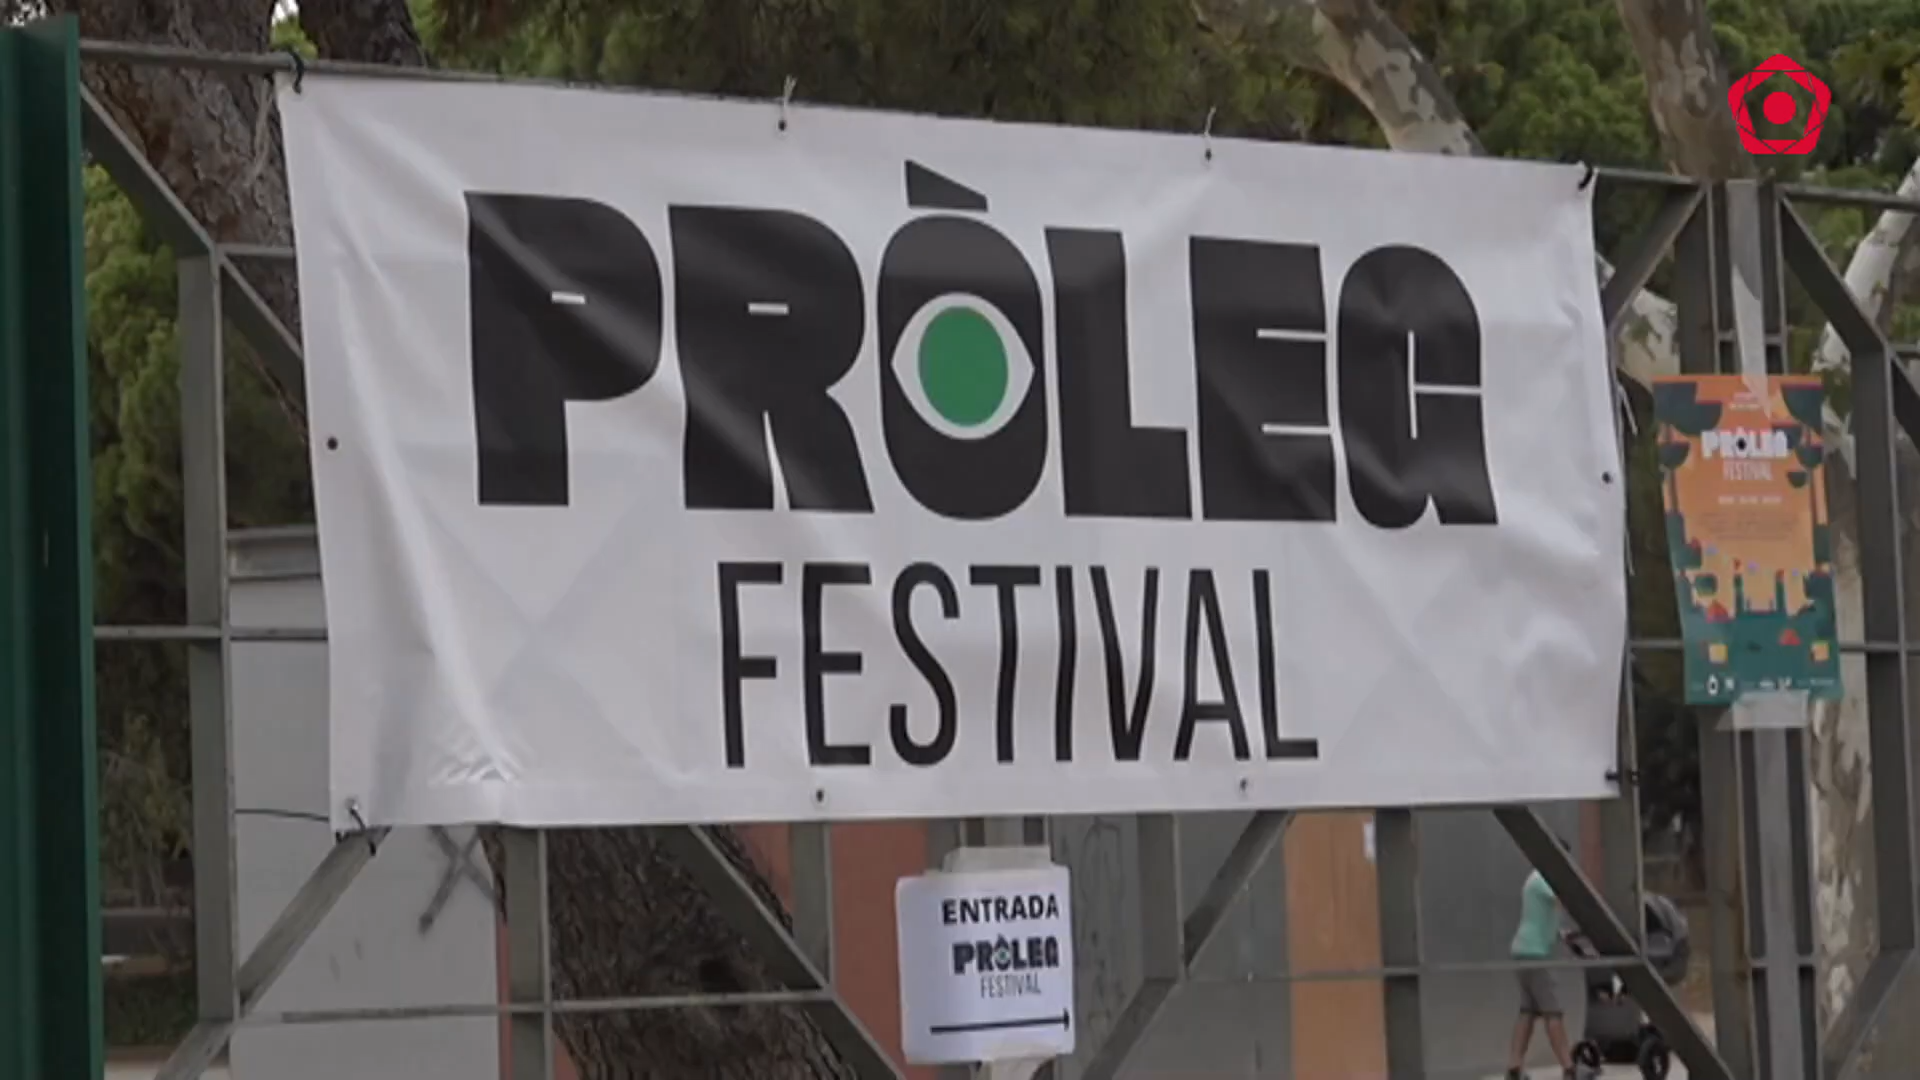 PRÒLEG
FESTIVAL
PRÒLEG
FESTIVAL
ENTRADA
PRÒLEG
FESTIVAL